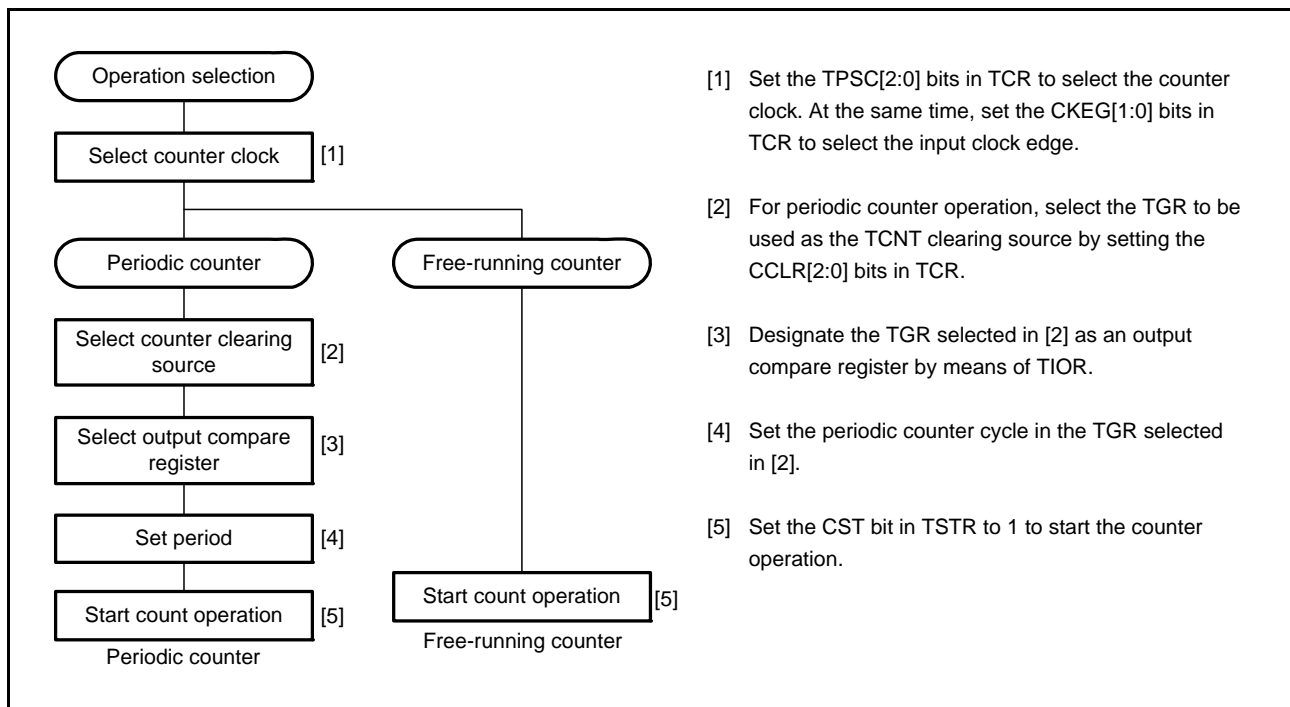 Operation selection
Select counter clock
[1]
Periodic counter
Free-running counter
Select counter clearing
source
[2]
Select output compare
register
[3]
Set period
[4]
Start count operation
[5]
Periodic counter
Start count operation
[5]
Free-running counter
[1] Set the TPSC[2:0] bits in TCR to select the counter
clock. At the same time, set the CKEG[1:0] bits in
TCR to select the input clock edge.
[2] For periodic counter operation, select the TGR to be
used as the TCNT clearing source by setting the
CCLR[2:0] bits in TCR.
[3] Designate the TGR selected in [2] as an output
compare register by means of TIOR.
[4] Set the periodic counter cycle in the TGR selected
in [2].
[5] Set the CST bit in TSTR to 1 to start the counter
operation.